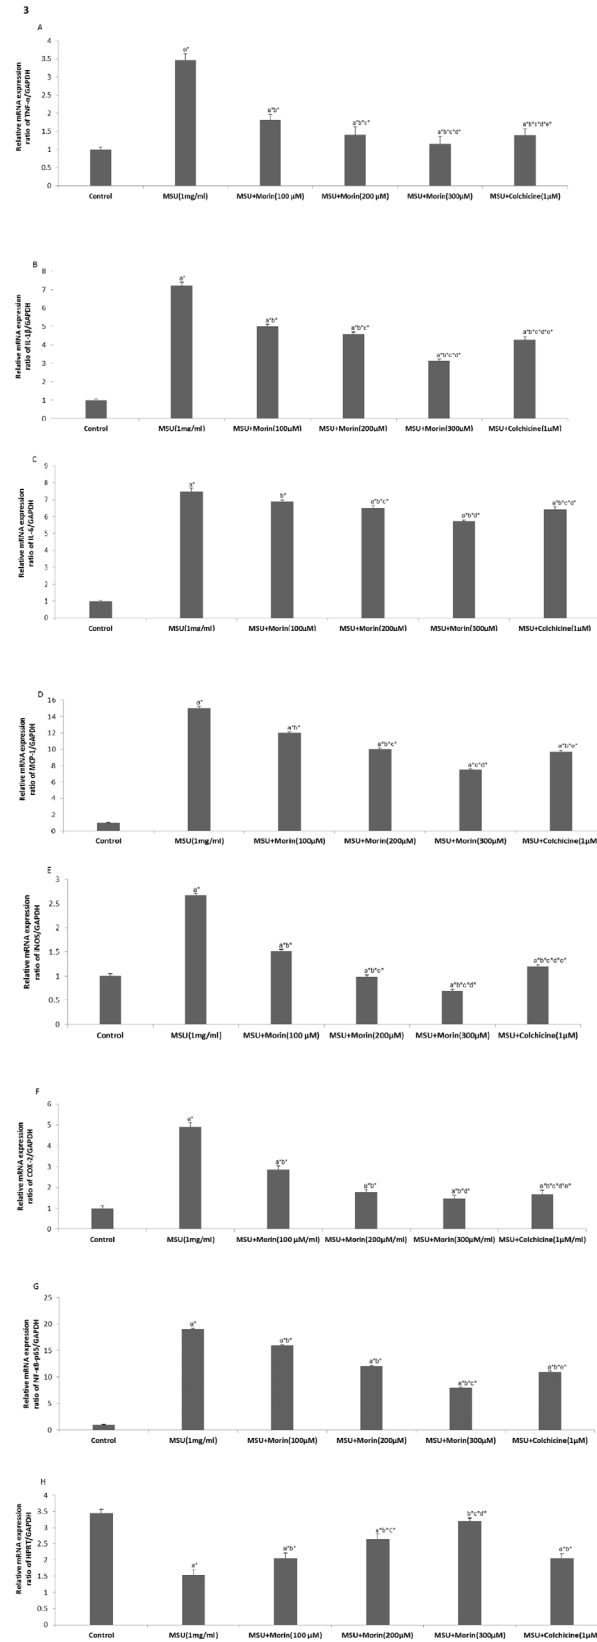 3
A
Relative mRNA expression
ratio of TNF-α/GAPDH
4
3.5
3
2.5
2
1.5
1
0.5
0
a*
a*b*
a*b*c*
a*b*c*d*
a*b*c*d*e*
Control
MSU(1mg/ml)
MSU+Morin(100 μM)
MSU+Morin(200 μM)
MSU+Morin(300μM)
MSU+Colchicine(1μM)
B
Relative mRNA expression
ratio of IL-1β/GAPDH
8
7
6
5
4
3
2
1
0
a*
a*b*
a*b*c*
a*b*c*d*
a*b*c*d*e*
Control
MSU(1mg/ml)
MSU+Morin(100μM)
MSU+Morin(200μM)
MSU+Morin(300μM)
MSU+Colchicine(1μM)
C
Relative mRNA expression
ratio of IL-6/GAPDH
9
8
7
6
5
4
3
2
1
0
a*
b*
a*b*c*
a*b*d*
a*b*c*d*
Control
MSU(1mg/ml)
MSU+Morin(100μM)
MSU+Morin(200μM)
MSU+Morin(300μM)
MSU+Colchicine(1μM)
D
Relative mRNA expression
ratio of MCP-1/GAPDH
16
14
12
10
8
6
4
2
0
a*
a*b*
a*b*c*
a*c*d*
a*b*e*
Control
MSU(1mg/ml)
MSU+Morin(100μM)
MSU+Morin(200μM)
MSU+Morin(300μM)
MSU+Colchicine(1μM
E
Relative mRNA expression
ratio of iNOS/GAPDH
3
2.5
2
1.5
1
0.5
0
a*
a*b*
a*b*c*
a*b*c*d*
a*b*c*d*e*
Control
MSU(1mg/ml)
MSU+Morin(100 μM)
MSU+Morin(200μM)
MSU+Morin(300μM)
MSU+Colchicine(1μM)
F
Relative mRNA expression
ratio of COX-2/GAPDH
6
5
4
3
2
1
0
a*
a*b*
a*b*
a*b*d*
a*b*c*d*e*
Control
MSU(1mg/ml)
MSU+Morin(100 μM/ml)
MSU+Morin(200μM/ml)
MSU+Morin(300μM/ml)
MSU+Colchicine(1μM/ml)
G
Relative mRNA expression
ratio of NF-κB-p65/GAPDH
25
20
15
10
5
0
a*
a*b*
a*b*
a*b*c*
a*b*e*
Control
MSU(1mg/ml)
MSU+Morin(100μM)
MSU+Morin(200μM)
MSU+Morin(300μM)
MSU+Colchicine(1μM)
H
Relative mRNA expression
ratio of HPRT/GAPDH
4
3.5
3
2.5
2
1.5
1
0.5
0
a*
a*b*
a*b*c*
b*c*d*
a*b*
Control
MSU(1mg/ml)
MSU+Morin(100 μM)
MSU+Morin(200μM)
MSU+Morin(300μM)
MSU+Colchicine(1μM